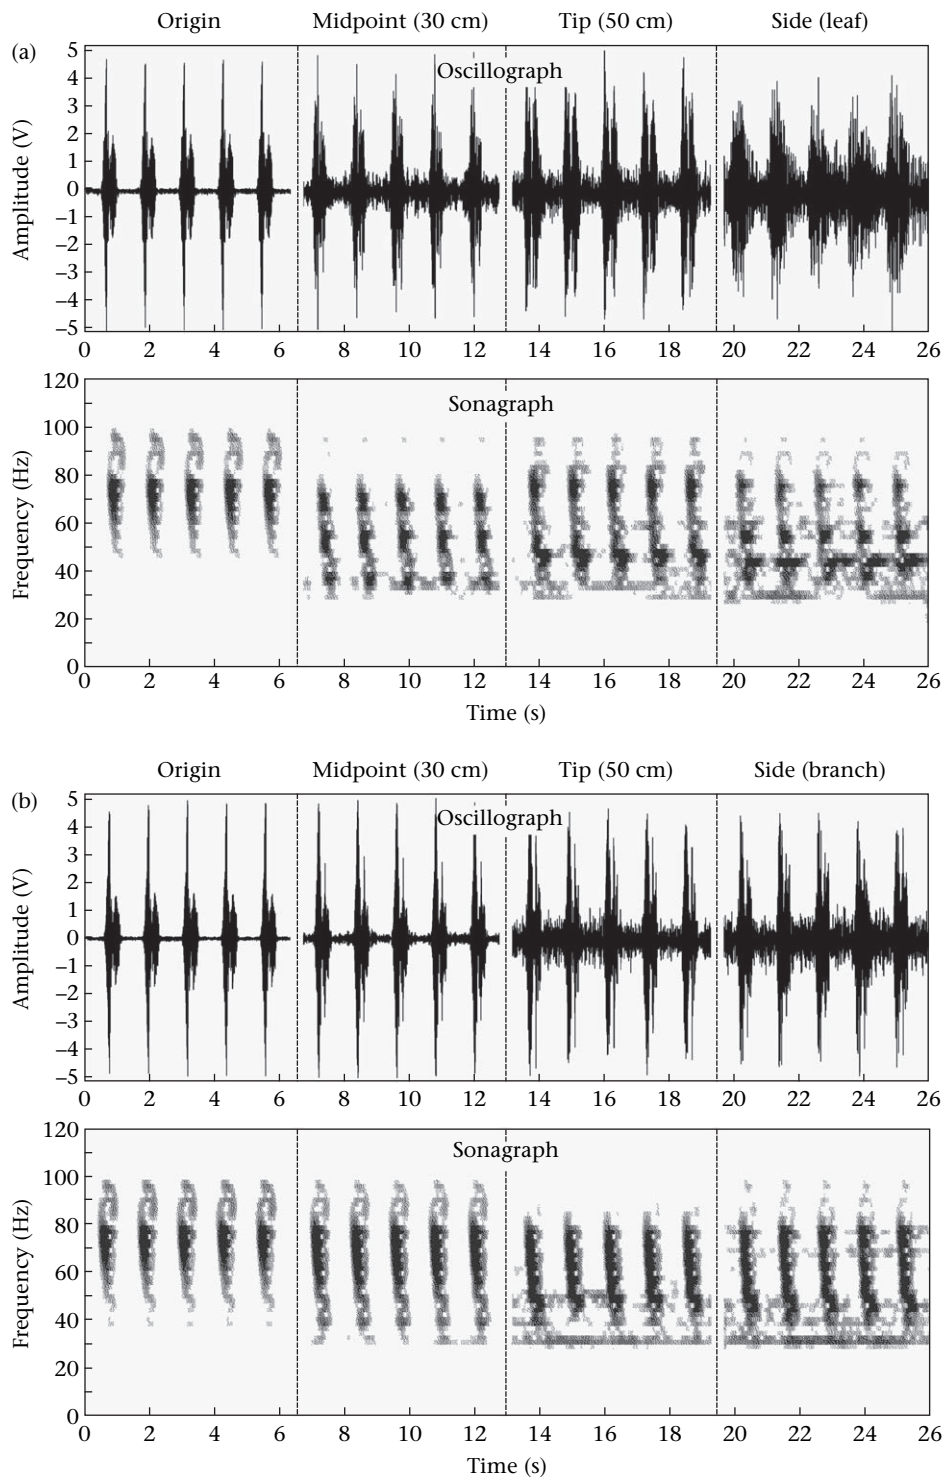 Origin Midpoint (30 cm) Tip (50 cm) Side (leaf)
(a)
Oscillograph
Amplitude (V)
5
4
3
2
1
0
–1
–2
–3
–4
–5
0 2 4 6 8 10 12 14 16 18 20 22 24 26
Sonagraph
Frequency (Hz)
120
100
80
60
40
20
0
0 2 4 6 8 10 12 14 16 18 20 22 24 26
Time (s)
Origin Midpoint (30 cm) Tip (50 cm) Side (branch)
(b)
Oscillograph
Amplitude (V)
5
4
3
2
1
0
–1
–2
–3
–4
–5
0 2 4 6 8 10 12 14 16 18 20 22 24 26
Sonagraph
Frequency (Hz)
120
100
80
60
40
20
0
0 2 4 6 8 10 12 14 16 18 20 22 24 26
Time (s)